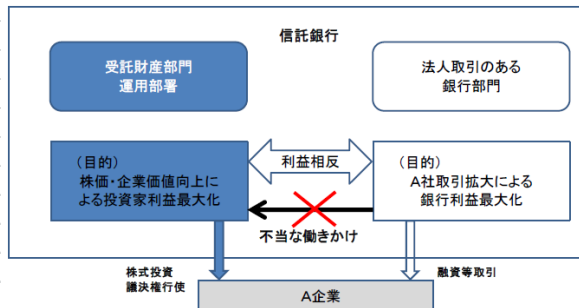 信託銀行
受託財産部門
運用部署
法人取引のある
銀行部門
（目的）
株価・企業価値向上に
よる投資家利益最大化
利益相反
（目的）
A社取引拡大による
銀行利益最大化
不当な働きかけ
株式投資
議決権行使
融資等取引
A企業